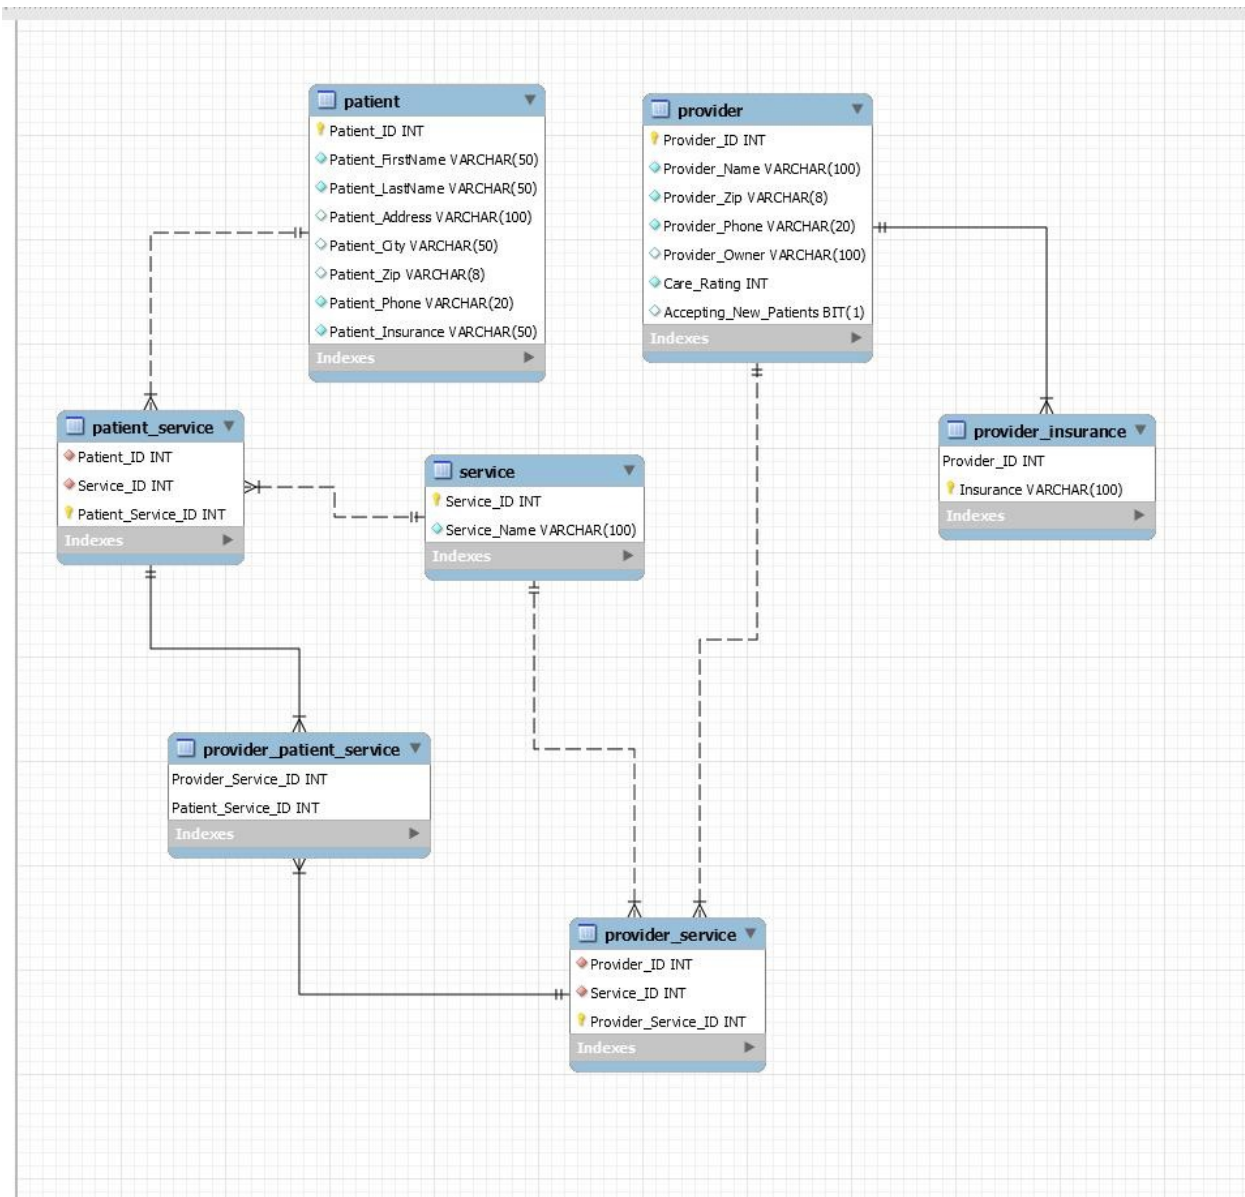 patient
Patient_ID INT
Patient_FirstName VARCHAR(50)
Patient_LastName VARCHAR(50)
Patient_Address VARCHAR(100)
Patient_City VARCHAR(50)
Patient_Zip VARCHAR(8)
Patient_Phone VARCHAR(20)
Patient_Insurance VARCHAR(50)
Indexes
provider
Provider_ID INT
Provider_Name VARCHAR(100)
Provider_Zip VARCHAR(8)
Provider_Phone VARCHAR(20)
Provider_Owner VARCHAR(100)
Care_Rating INT
Accepting_New_Patients BIT(1)
Indexes
patient_service
Patient_ID INT
Service_ID INT
Patient_Service_ID INT
Indexes
service
Service_ID INT
Service_Name VARCHAR(100)
Indexes
provider_insurance
Provider_ID INT
Insurance VARCHAR(100)
Indexes
provider_patient_service
Provider_Service_ID INT
Patient_Service_ID INT
Indexes
provider_service
Provider_ID INT
Service_ID INT
Provider_Service_ID INT
Indexes